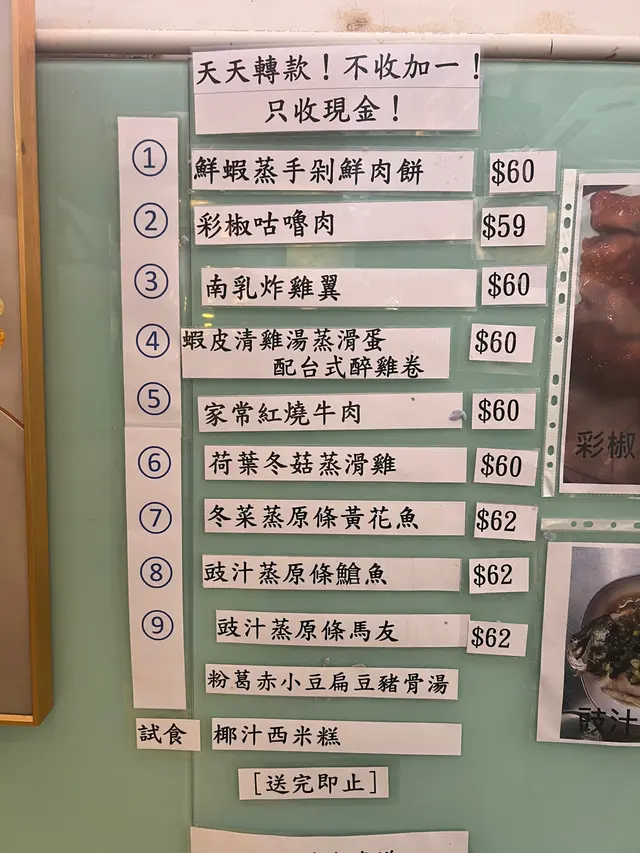 天天轉款！不收加一！
只收現金！
① 鮮蝦蒸手剁鮮肉餅 $60
② 彩椒咕嚕肉 $59
③ 南乳炸雞翼 $60
④ 蝦皮清雞湯蒸滑蛋 $60
配台式醉雞卷
⑤ 家常紅燒牛肉 $60
⑥ 荷葉冬菇蒸滑雞 $60
⑦ 冬菜蒸原條黃花魚 $62
⑧ 豉汁蒸原條鱠魚 $62
⑨ 豉汁蒸原條馬友 $62
粉葛赤小豆扁豆豬骨湯
試食 椰汁西米糕
[送完即止]
彩椒
豉汁